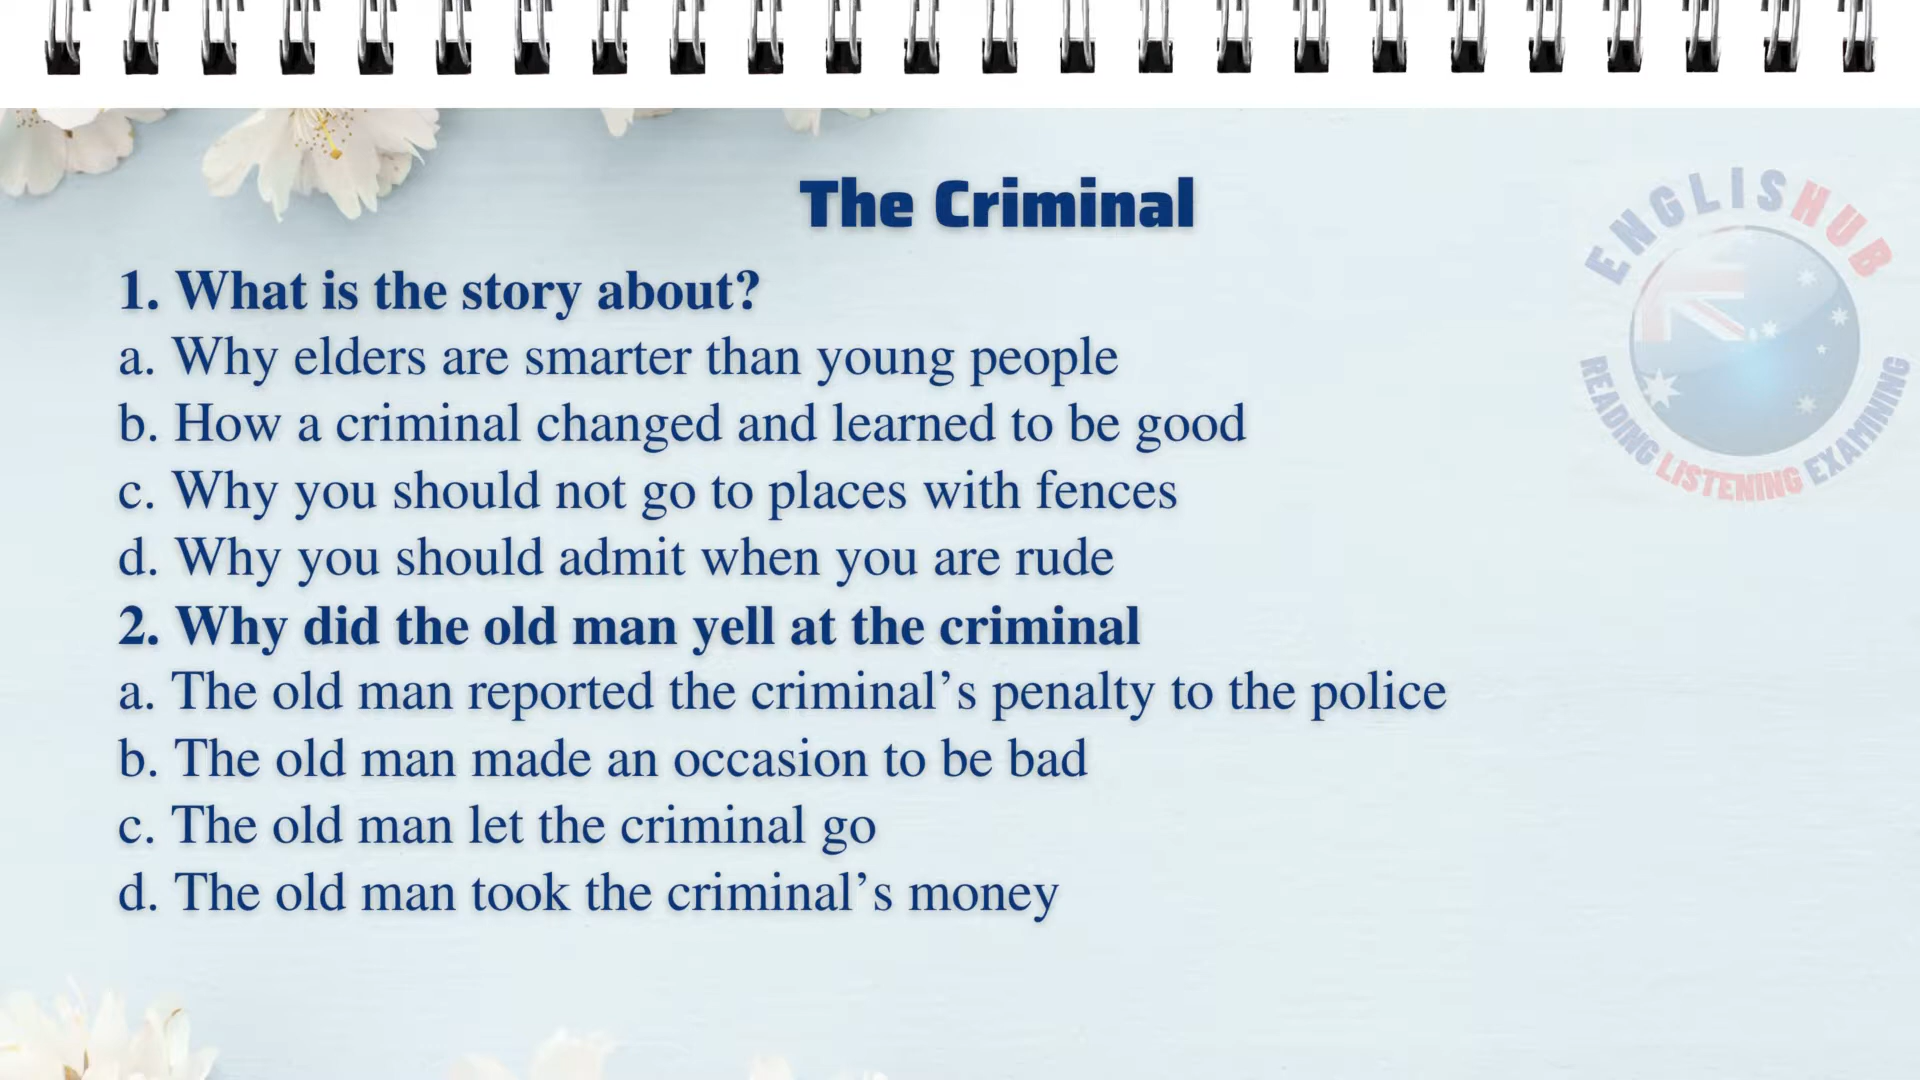 The Criminal
ENGLISHUB
READING LISTENING EXAMINING
1. What is the story about?
a. Why elders are smarter than young people
b. How a criminal changed and learned to be good
c. Why you should not go to places with fences
d. Why you should admit when you are rude
2. Why did the old man yell at the criminal
a. The old man reported the criminal’s penalty to the police
b. The old man made an occasion to be bad
c. The old man let the criminal go
d. The old man took the criminal’s money